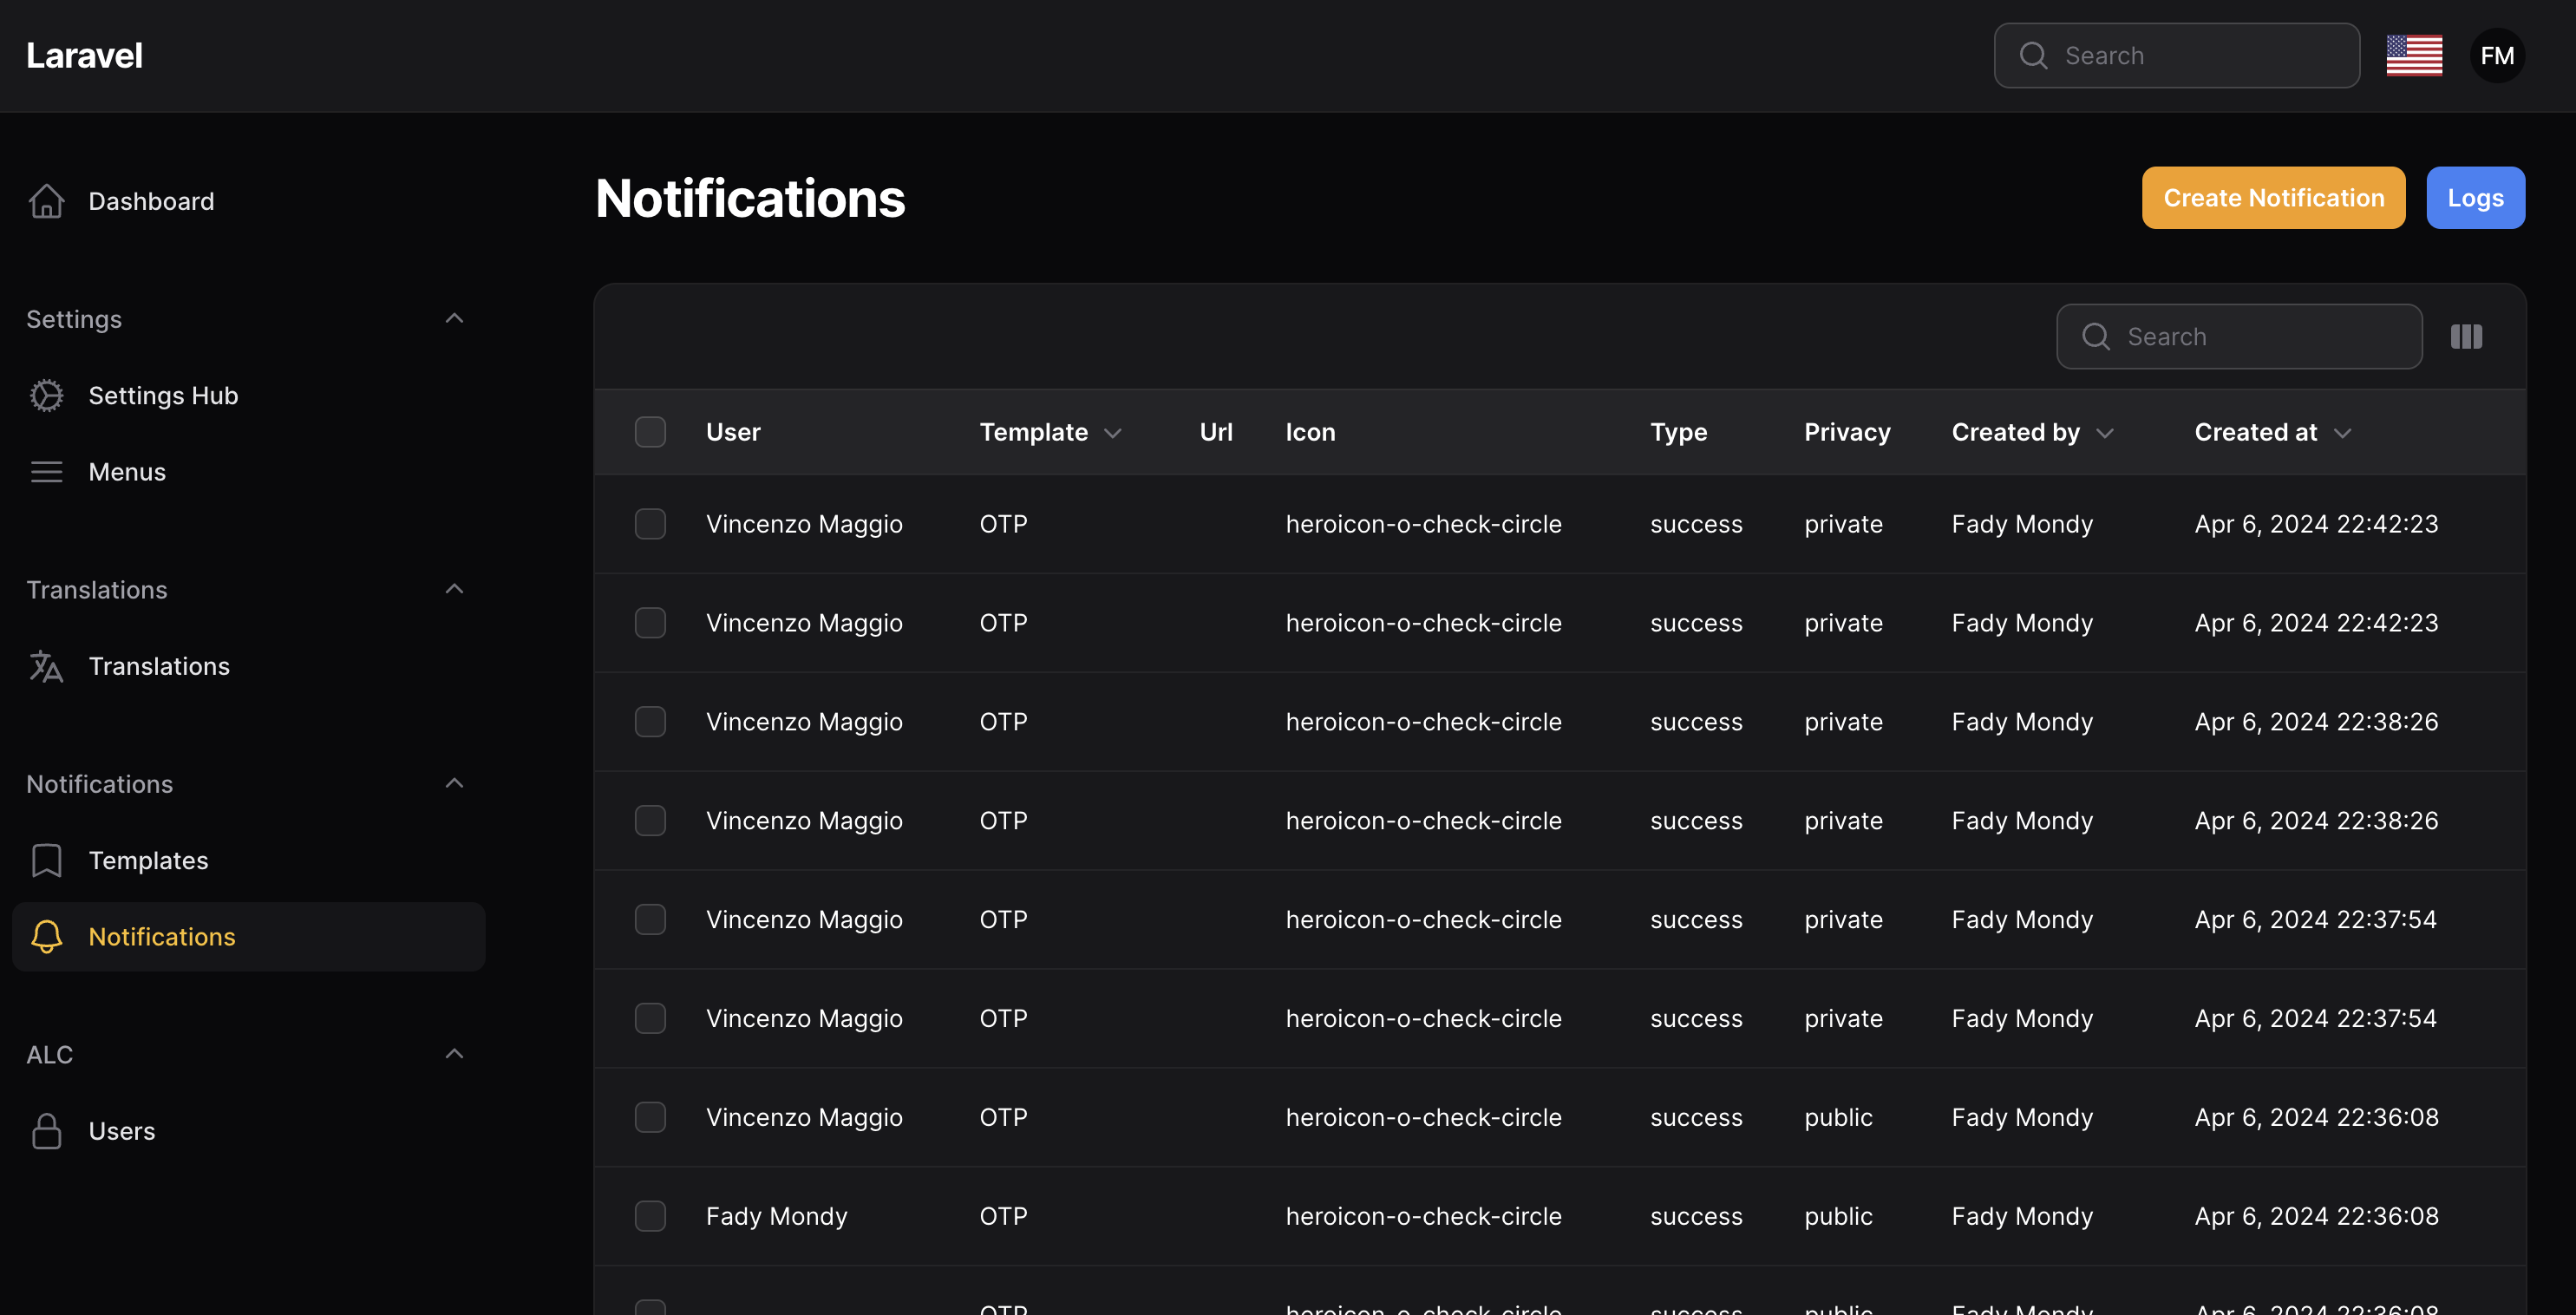 Laravel
Search
FM
Dashboard
Settings
Settings Hub
Menus
Translations
Translations
Notifications
Templates
Notifications
ALC
Users
Notifications
Create Notification
Logs
Search
User Template Url Icon Type Privacy Created by Created at
Vincenzo Maggio OTP heroicon-o-check-circle success private Fady Mondy Apr 6, 2024 22:42:23
Vincenzo Maggio OTP heroicon-o-check-circle success private Fady Mondy Apr 6, 2024 22:42:23
Vincenzo Maggio OTP heroicon-o-check-circle success private Fady Mondy Apr 6, 2024 22:38:26
Vincenzo Maggio OTP heroicon-o-check-circle success private Fady Mondy Apr 6, 2024 22:38:26
Vincenzo Maggio OTP heroicon-o-check-circle success private Fady Mondy Apr 6, 2024 22:37:54
Vincenzo Maggio OTP heroicon-o-check-circle success private Fady Mondy Apr 6, 2024 22:37:54
Vincenzo Maggio OTP heroicon-o-check-circle success public Fady Mondy Apr 6, 2024 22:36:08
Fady Mondy OTP heroicon-o-check-circle success public Fady Mondy Apr 6, 2024 22:36:08
OTP heroicon-o-check-circle success public Fady Mondy Apr 6, 2024 22:36:08